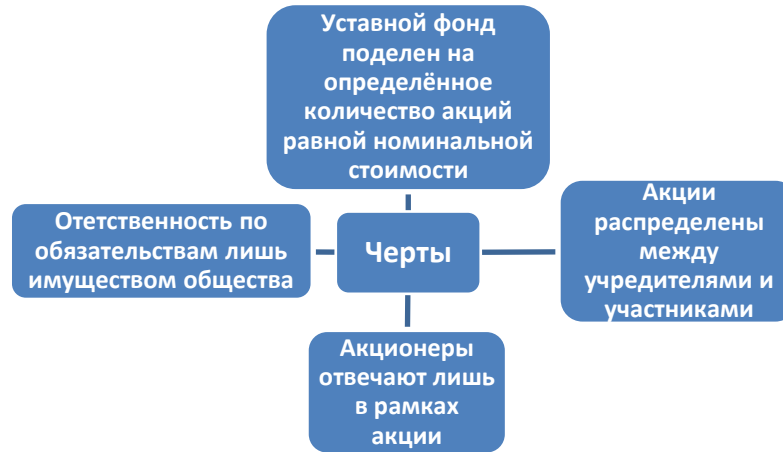 Уставной фонд
поделен на
определённое
количество акций
равной номинальной
стоимости
Отетственность по
обязательствам лишь
имуществом общества
Черты
Акции
распределены
между
учредителями и
участниками
Акционеры
отвечают лишь
в рамках
акции